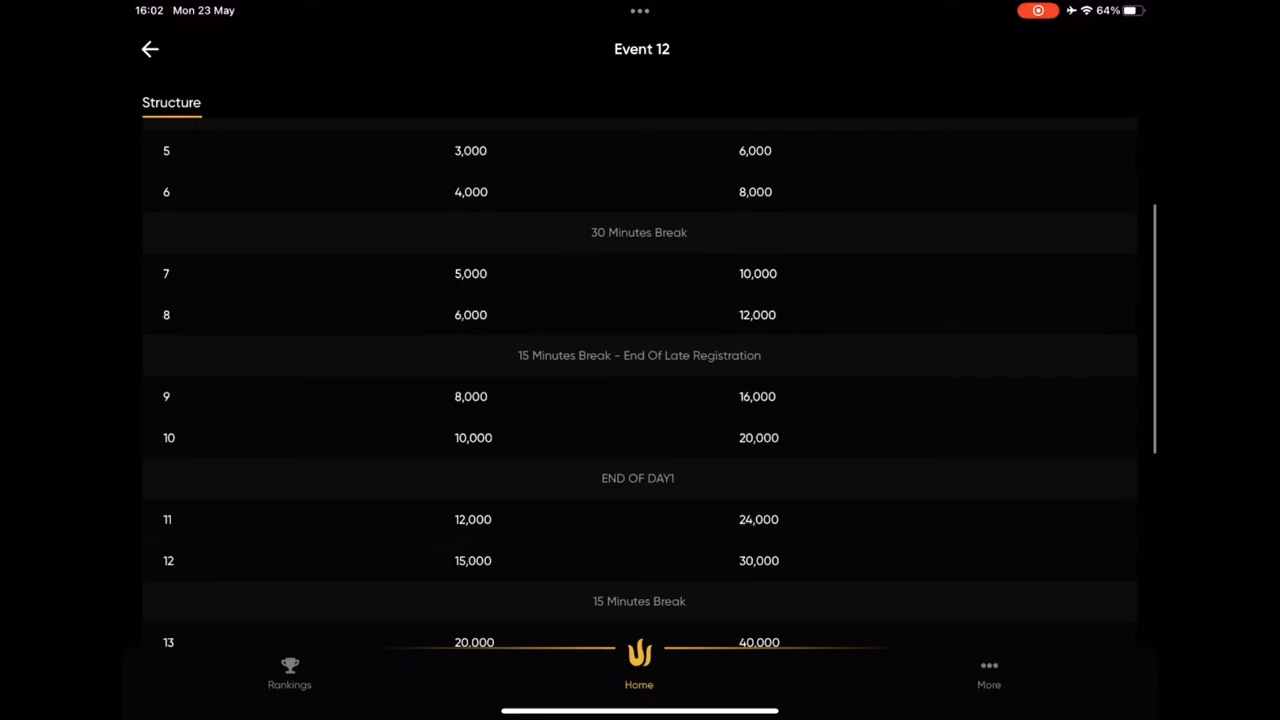 16:02 Mon 23 May
64%
Event 12
Structure
5 3,000 6,000
6 4,000 8,000
30 Minutes Break
7 5,000 10,000
8 6,000 12,000
15 Minutes Break - End Of Late Registration
9 8,000 16,000
10 10,000 20,000
END OF DAY1
11 12,000 24,000
12 15,000 30,000
15 Minutes Break
13 20,000 40,000
Rankings Home More